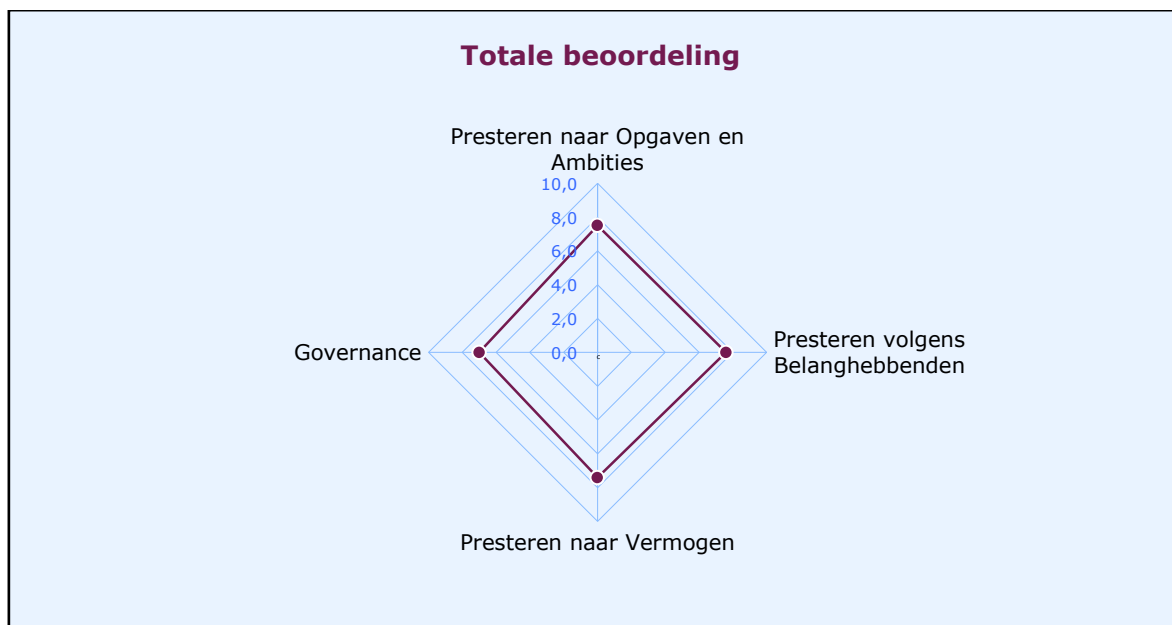 Totale beoordeling
Presteren naar Opgaven en
Ambities
10,0
8,0
6,0
4,0
2,0
0,0
c
Governance
Presteren volgens
Belanghebbenden
Presteren naar Vermogen